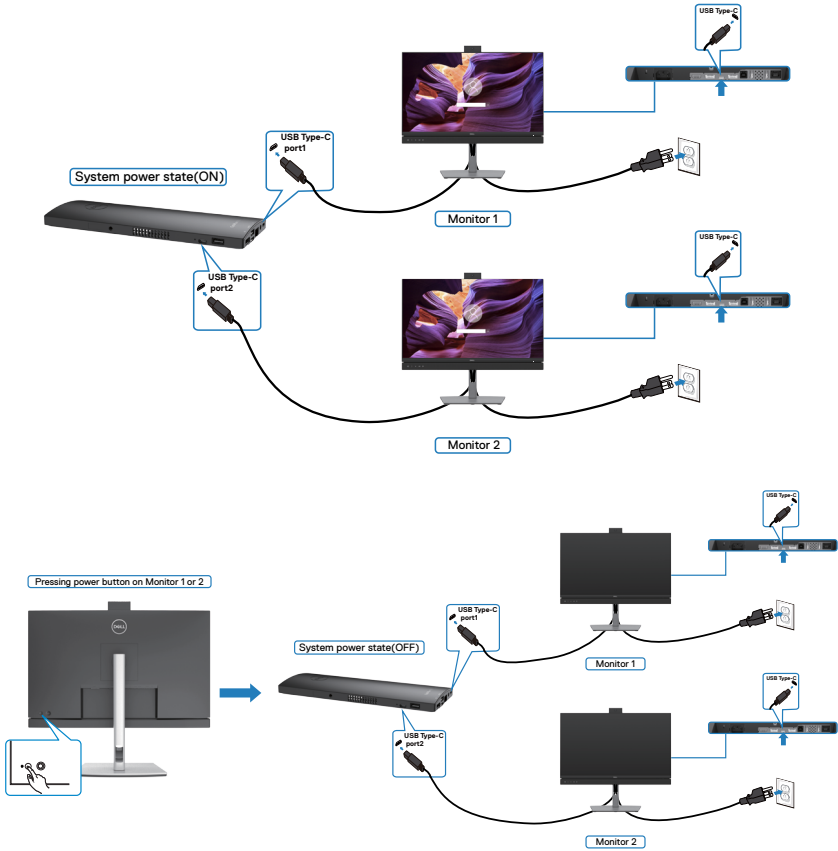 USB Type-C
USB Type-C
port1
System power state(ON)
Monitor 1
USB Type-C
USB Type-C
port2
Monitor 2
USB Type-C
Pressing power button on Monitor 1 or 2
DELL
USB Type-C
port1
System power state(OFF)
Monitor 1
USB Type-C
USB Type-C
port2
Monitor 2